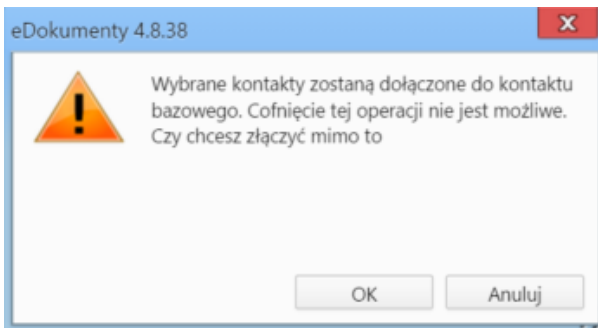 eDokumenty 4.8.38
Wybrane kontakty zostaną dołączone do kontaktu
bazowego. Cofnięcie tej operacji nie jest możliwe.
Czy chcesz złączyć mimo to
OK
Anuluj